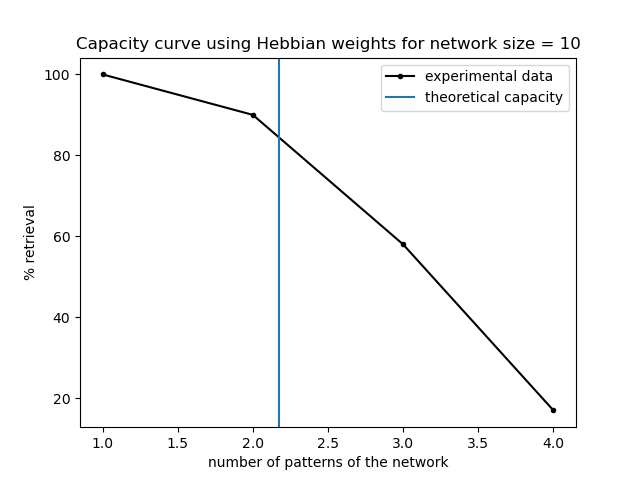 Capacity curve using Hebbian weights for network size = 10
experimental data
theoretical capacity
% retrieval
100
80
60
40
20
1.0 1.5 2.0 2.5 3.0 3.5 4.0
number of patterns of the network